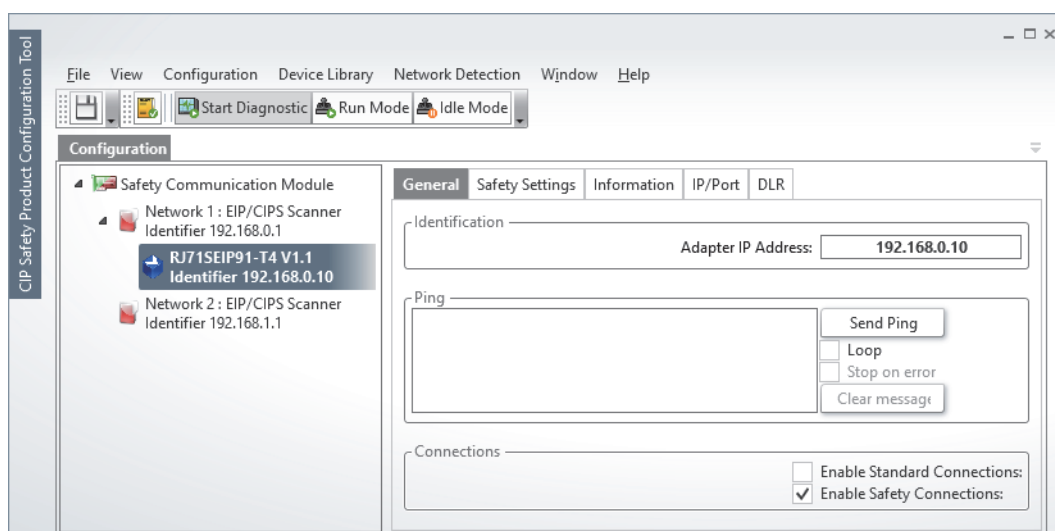 CIP Safety Product Configuration Tool
File View Configuration Device Library Network Detection Window Help
Start Diagnostic Run Mode Idle Mode
Configuration
Safety Communication Module
Network 1 : EIP/CIPS Scanner
Identifier 192.168.0.1
RJ71SEIP91-T4 V1.1
Identifier 192.168.0.10
Network 2 : EIP/CIPS Scanner
Identifier 192.168.1.1
General Safety Settings Information IP/Port DLR
Identification
Adapter IP Address: 192.168.0.10
Ping
Send Ping
Loop
Stop on error
Clear message
Connections
Enable Standard Connections:
Enable Safety Connections: